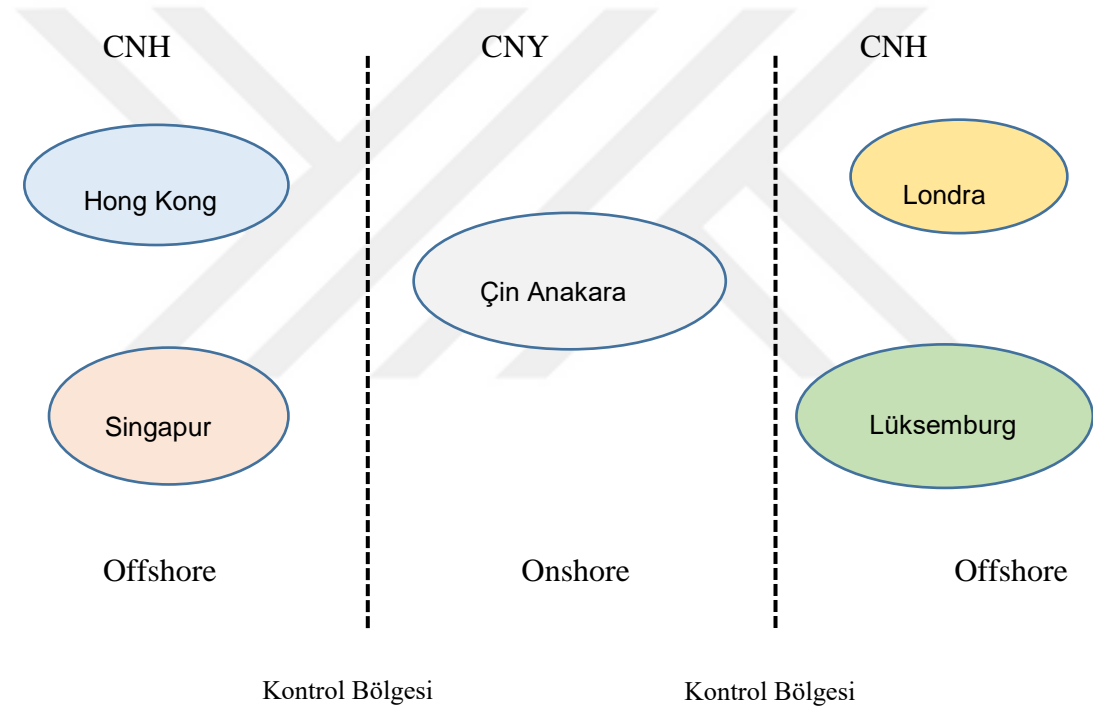 CNH
CNY
CNH
Hong Kong
Londra
Çin Anakara
Singapur
Lüksemburg
Offshore
Onshore
Offshore
Kontrol Bölgesi
Kontrol Bölgesi